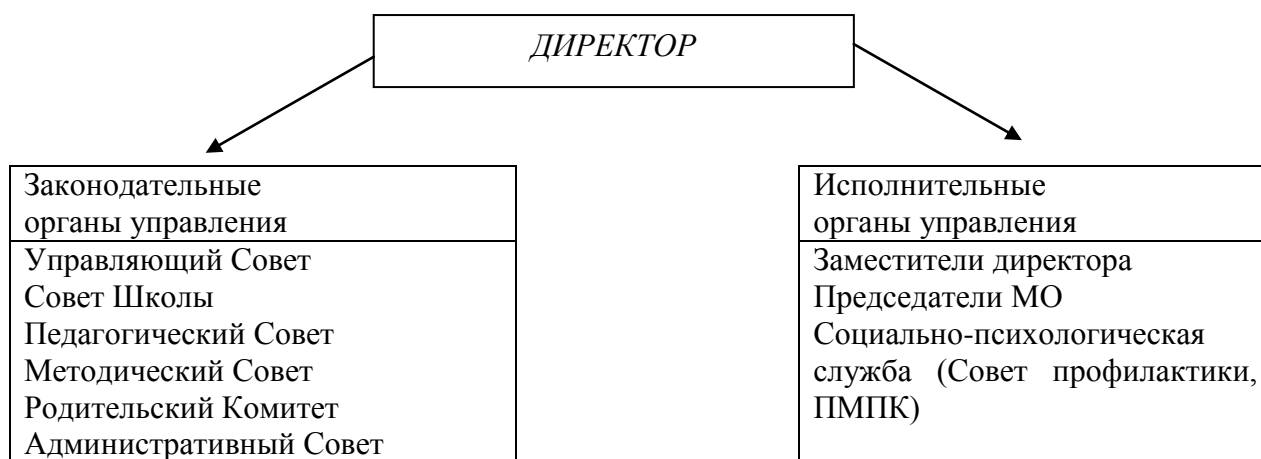 ДИРЕКТОР
Законодательные
органы управления
Управляющий Совет
Совет Школы
Педагогический Совет
Методический Совет
Родительский Комитет
Административный Совет
Исполнительные
органы управления
Заместители директора
Председатели МО
Социально-психологическая
служба (Совет профилактики,
ПМПК)